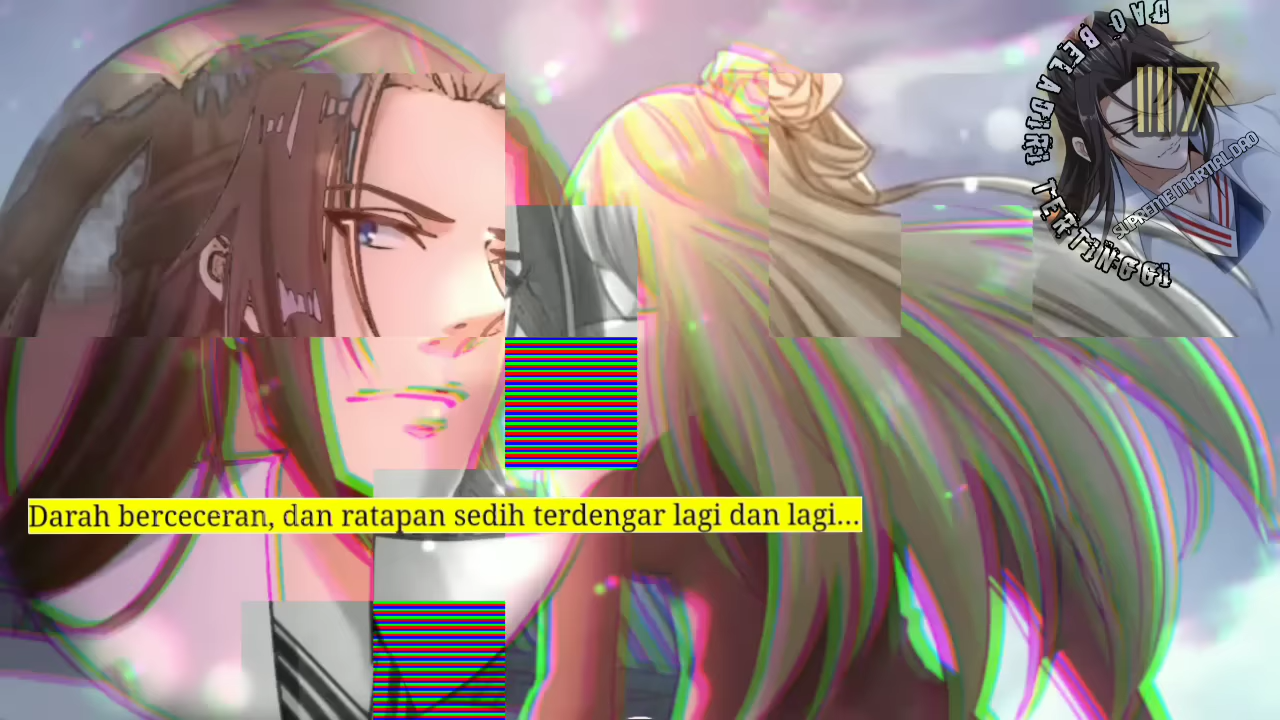 DAO BELADIRI TERTINGGI
117
SUPREME MARTIAL DAO
Darah berceceran, dan ratapan sedih terdengar lagi dan lagi...